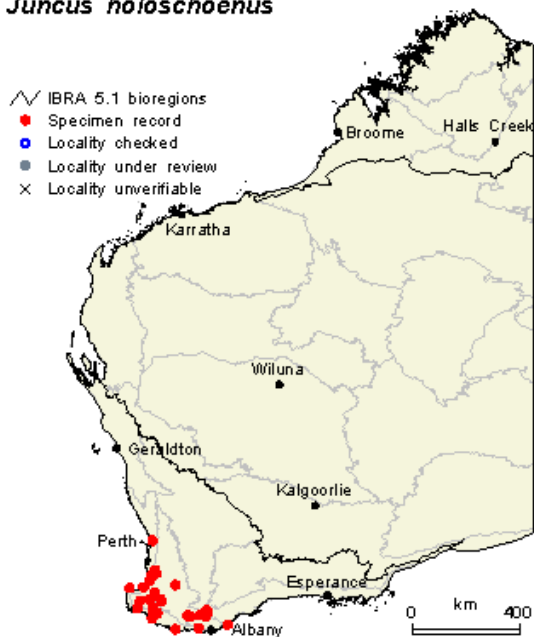 Juncus holoschoenus
IBRA 5.1 bioregions
Specimen record
Locality checked
Locality under review
Locality unverifiable
Broome
Halls Creek
Karratha
Wiluna
Geraldton
Kalgoorlie
Perth
Esperance
Albany
0 km 400